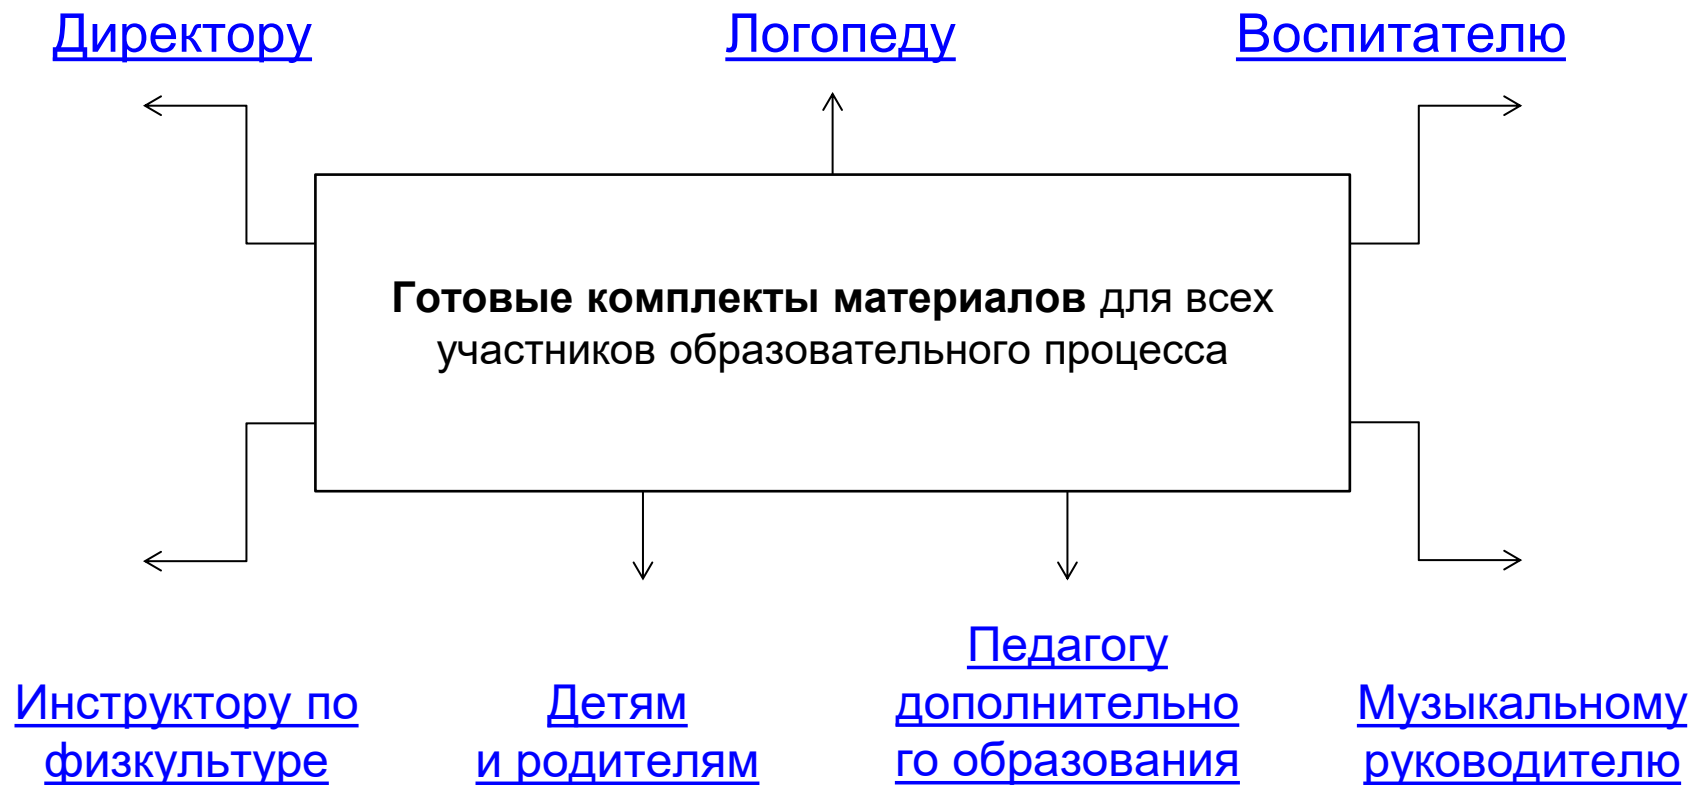 Директору
Логопеду
Воспитателю
Готовые комплекты материалов для всех
участников образовательного процесса
Инструктору по
физкультуре
Детям
и родителям
Педагогу
дополнительно
го образования
Музыкальному
руководителю